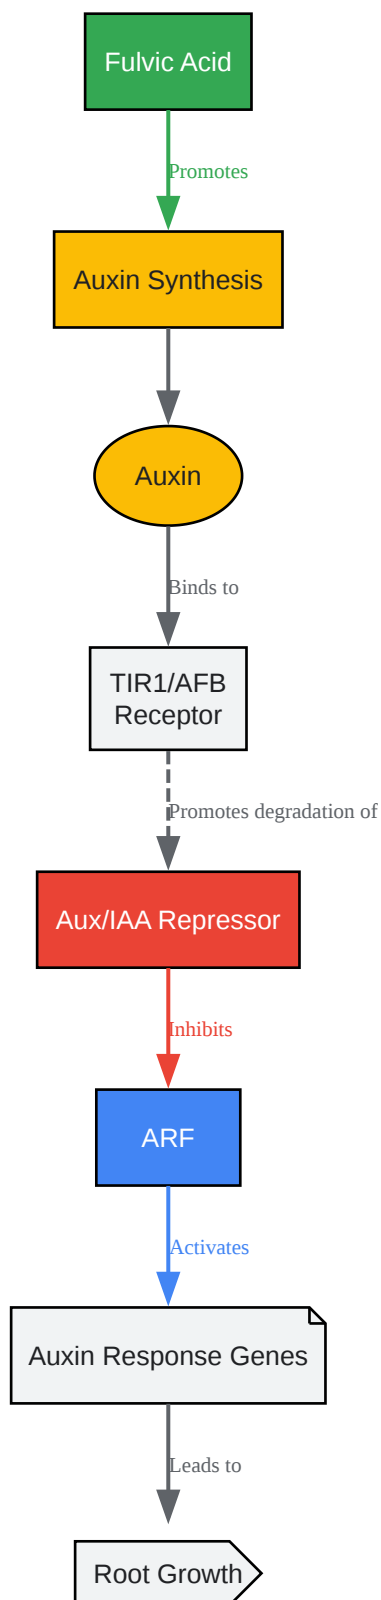 Fulvic Acid
Promotes
Auxin Synthesis
Auxin
Binds to
TIR1/AFB
Receptor
Promotes degradation of
Aux/IAA Repressor
Inhibits
ARF
Activates
Auxin Response Genes
Leads to
Root Growth